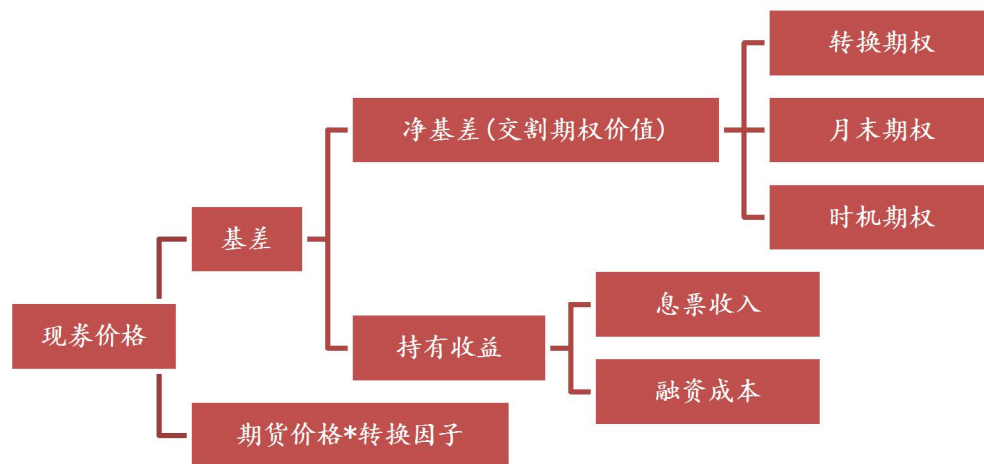 转换期权
净基差(交割期权价值)
月末期权
时机期权
基差
现券价格
持有收益
息票收入
融资成本
期货价格*转换因子